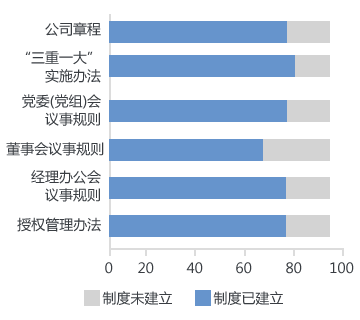 公司章程
“三重一大”
实施办法
党委(党组)会
议事规则
董事会议事规则
经理办公会
议事规则
授权管理办法
0 20 40 60 80 100
制度未建立 制度已建立